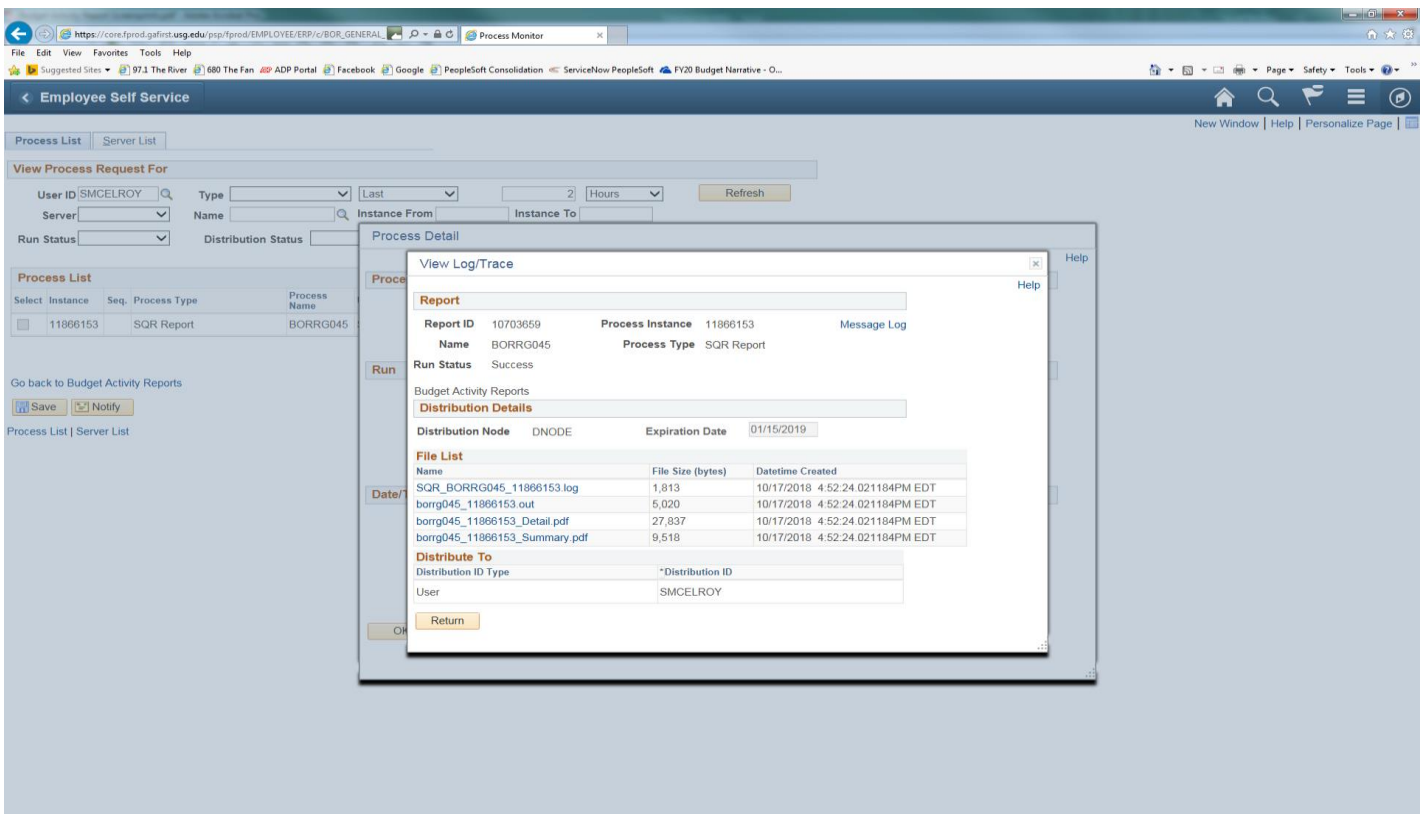 https://core.fprod.gafirst.usg.edu/psp/fprod/EMPLOYEE/ERP/c/BOR_GENERAL_
Process Monitor
File Edit View Favorites Tools Help
Suggested Sites 97.1 The River 680 The Fan ADP Portal Facebook Google PeopleSoft Consolidation ServiceNow PeopleSoft FY20 Budget Narrative - O...
Page Safety Tools
Employee Self Service
New Window | Help | Personalize Page |
Process List Server List
View Process Request For
User ID SMCELROY Type Last 2 Hours Refresh
Server Name Instance From Instance To
Run Status Distribution Status
Process Detail
Help
View Log/Trace
Help
Process List
Select Instance Seq. Process Type Process Name
11866153 SQR Report BORRG045
Proce
Run
Date/T
OK
Go back to Budget Activity Reports
Save Notify
Process List | Server List
Report
Report ID 10703659 Process Instance 11866153 Message Log
Name BORRG045 Process Type SQR Report
Run Status Success
Budget Activity Reports
Distribution Details
Distribution Node DNODE Expiration Date 01/15/2019
File List
Name File Size (bytes) Datetime Created
SQR_BORRG045_11866153.log 1,813 10/17/2018 4:52:24.021184PM EDT
borrg045_11866153.out 5,020 10/17/2018 4:52:24.021184PM EDT
borrg045_11866153_Detail.pdf 27,837 10/17/2018 4:52:24.021184PM EDT
borrg045_11866153_Summary.pdf 9,518 10/17/2018 4:52:24.021184PM EDT
Distribute To
Distribution ID Type *Distribution ID
User SMCELROY
Return